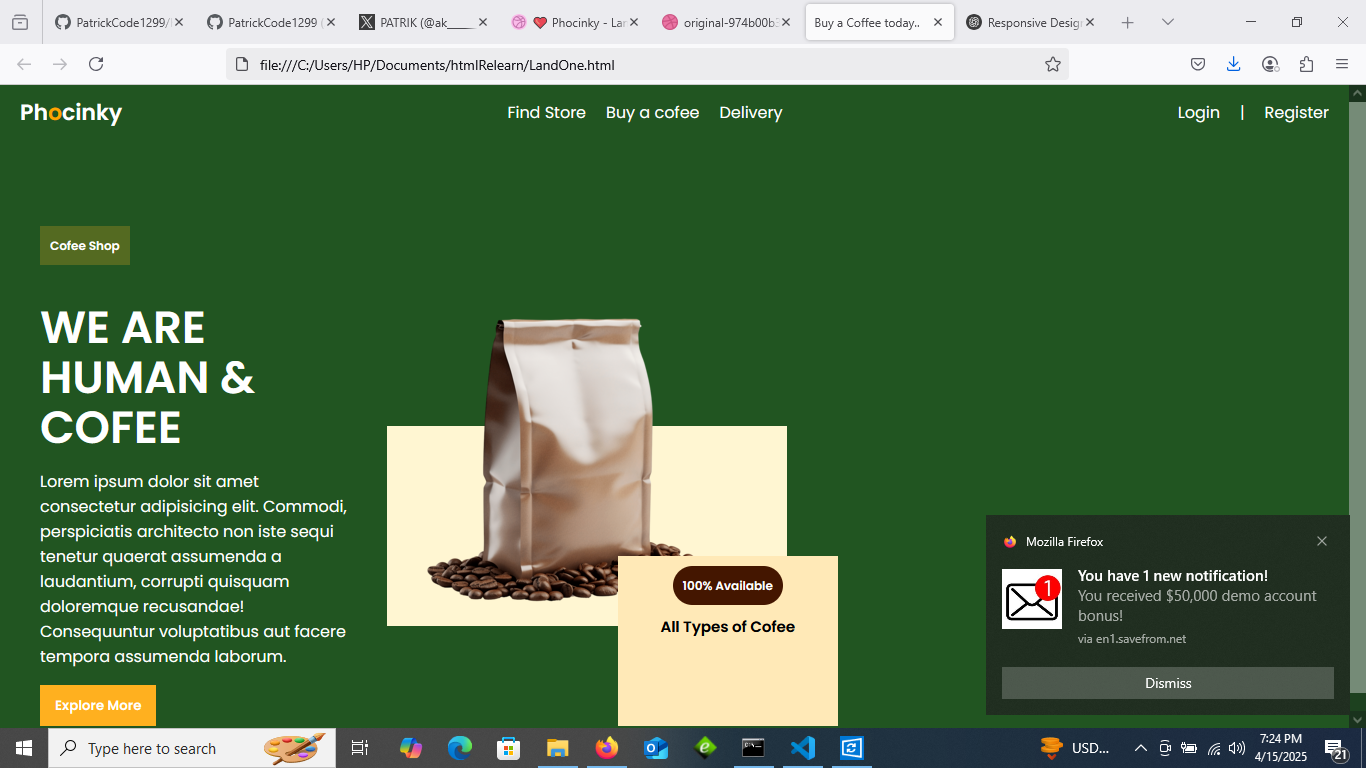 PatrickCode1299/
PatrickCode1299 (
PATRIK (@ak_____
Phocinky - Lan
original-974b00b3
Buy a Coffee today..
Responsive Desig
file:///C:/Users/HP/Documents/htmlRelearn/LandOne.html
Phocinky
Find Store
Buy a cofee
Delivery
Login
|
Register
Cofee Shop
WE ARE
HUMAN &
COFEE
Lorem ipsum dolor sit amet
consectetur adipisicing elit. Commodi,
perspiciatis architecto non iste sequi
tenetur quaerat assumenda a
laudantium, corrupti quisquam
doloremque recusandae!
Consequuntur voluptatibus aut facere
tempora assumenda laborum.
Explore More
100% Available
All Types of Cofee
Mozilla Firefox
1
You have 1 new notification!
You received $50,000 demo account
bonus!
via en1.savefrom.net
Dismiss
Type here to search
USD...
7:24 PM
4/15/2025
21